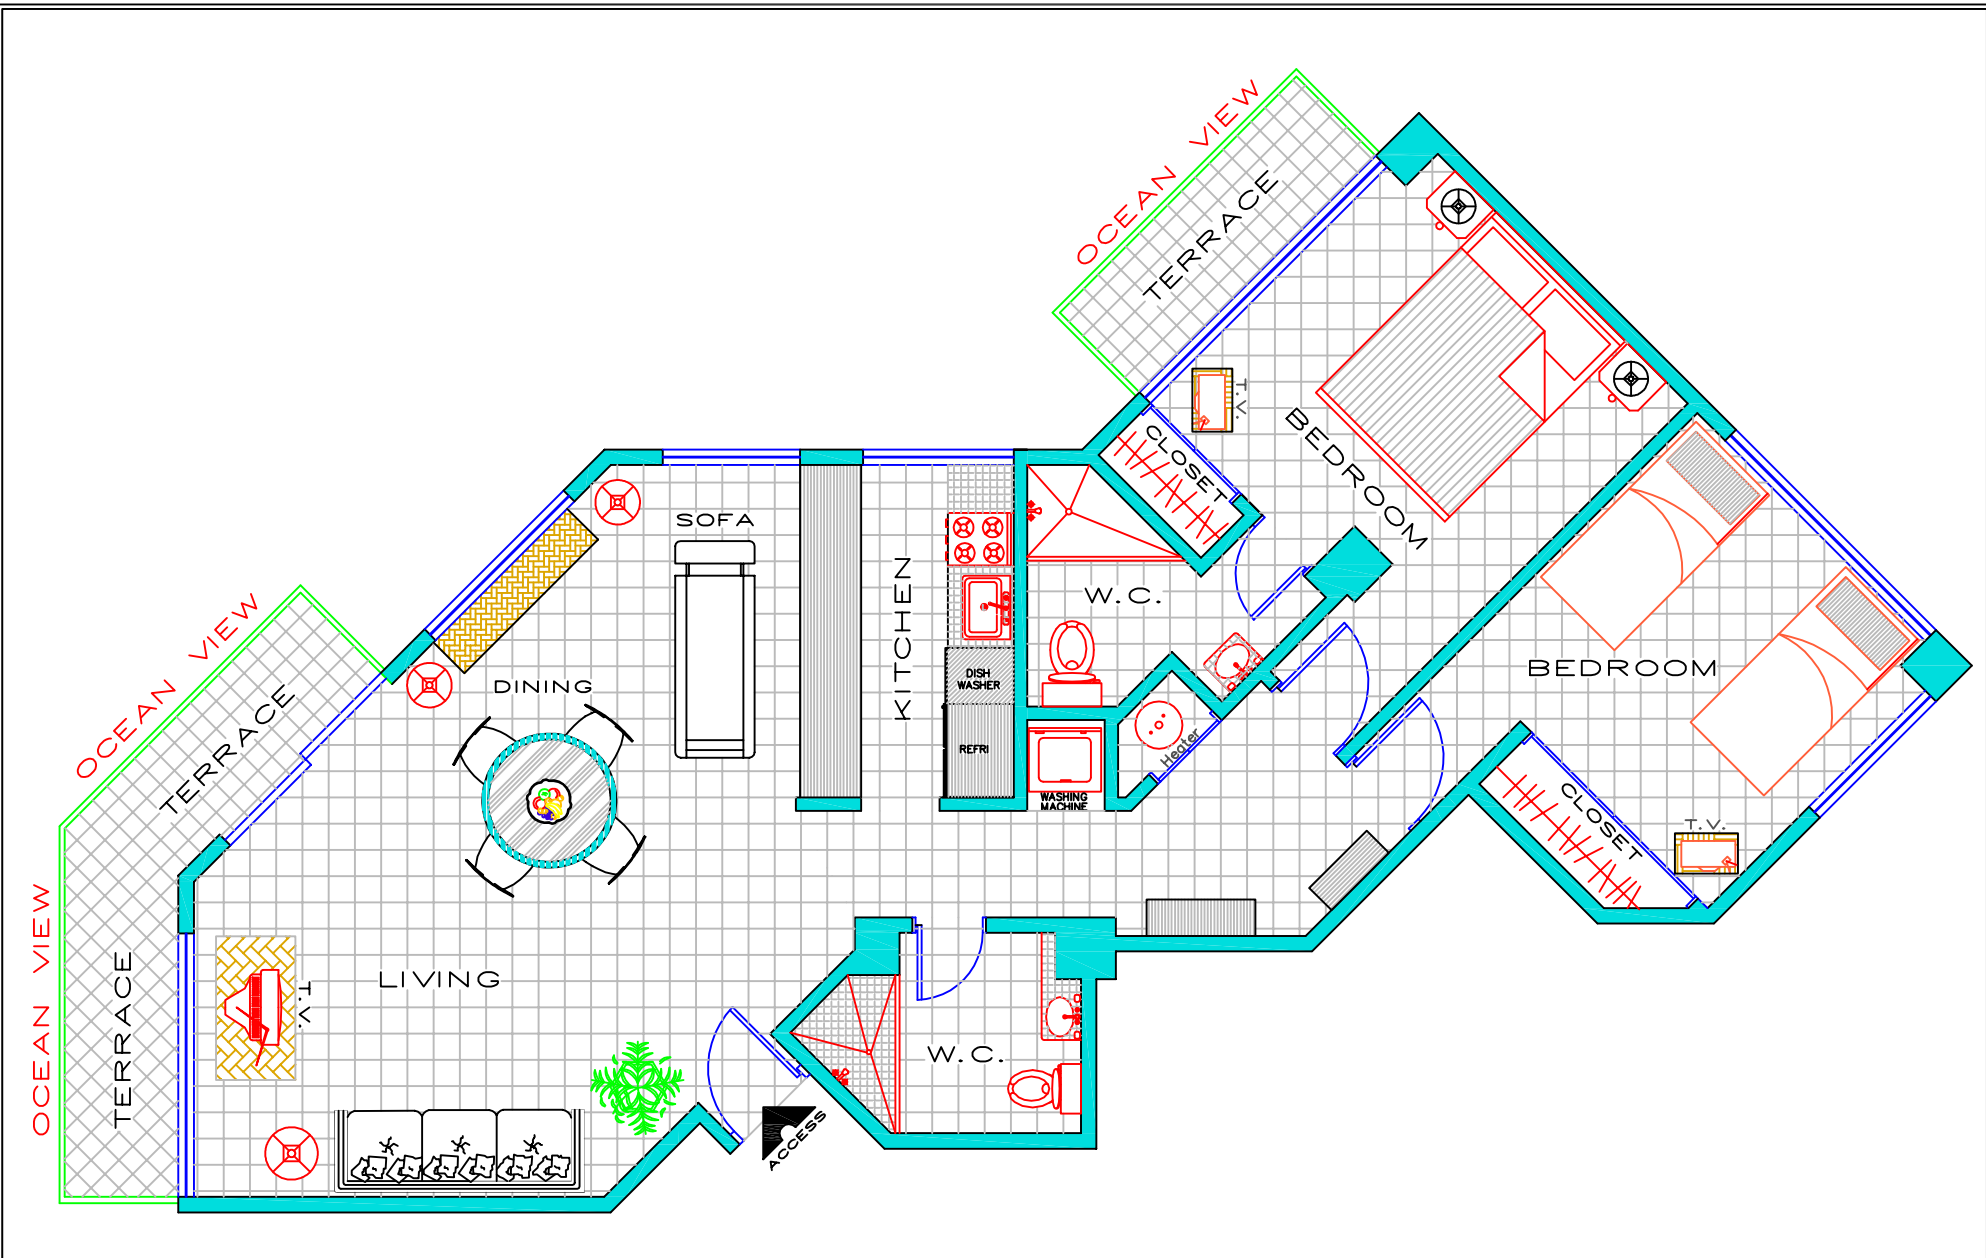 OCEAN VIEW
TERRACE
T.V.
BEDROOM
CLOSET
SOFA
KITCHEN
W.C.
DISH
WASHER
REFRI
WASHING
MACHINE
Heater
BEDROOM
CLOSET
T.V.
DINING
OCEAN VIEW
TERRACE
OCEAN VIEW
TERRACE
LIVING
T.V.
W.C.
ACCESS